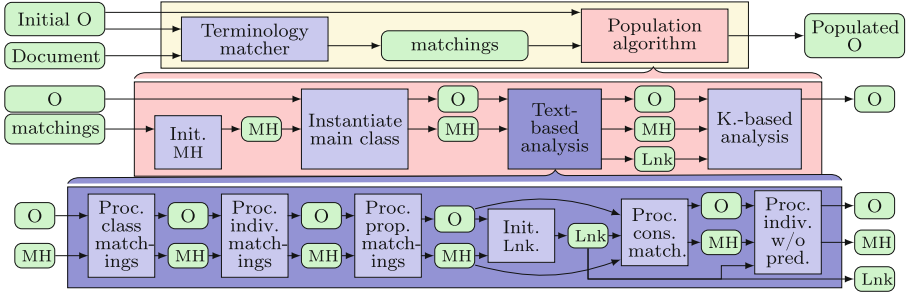 Initial O
Document
Terminology
matcher
matchings
Population
algorithm
Populated
O
O
matchings
Init.
MH
MH
Instantiate
main class
O
MH
Text-
based
analysis
O
MH
Lnk
K.-based
analysis
O
O
MH
Proc.
class
match-
ings
O
MH
Proc.
indiv.
match-
ings
O
MH
Proc.
prop.
match-
ings
O
MH
Init.
Lnk.
Lnk
Proc.
cons.
match.
O
MH
Proc.
indiv.
w/o
pred.
O
MH
Lnk